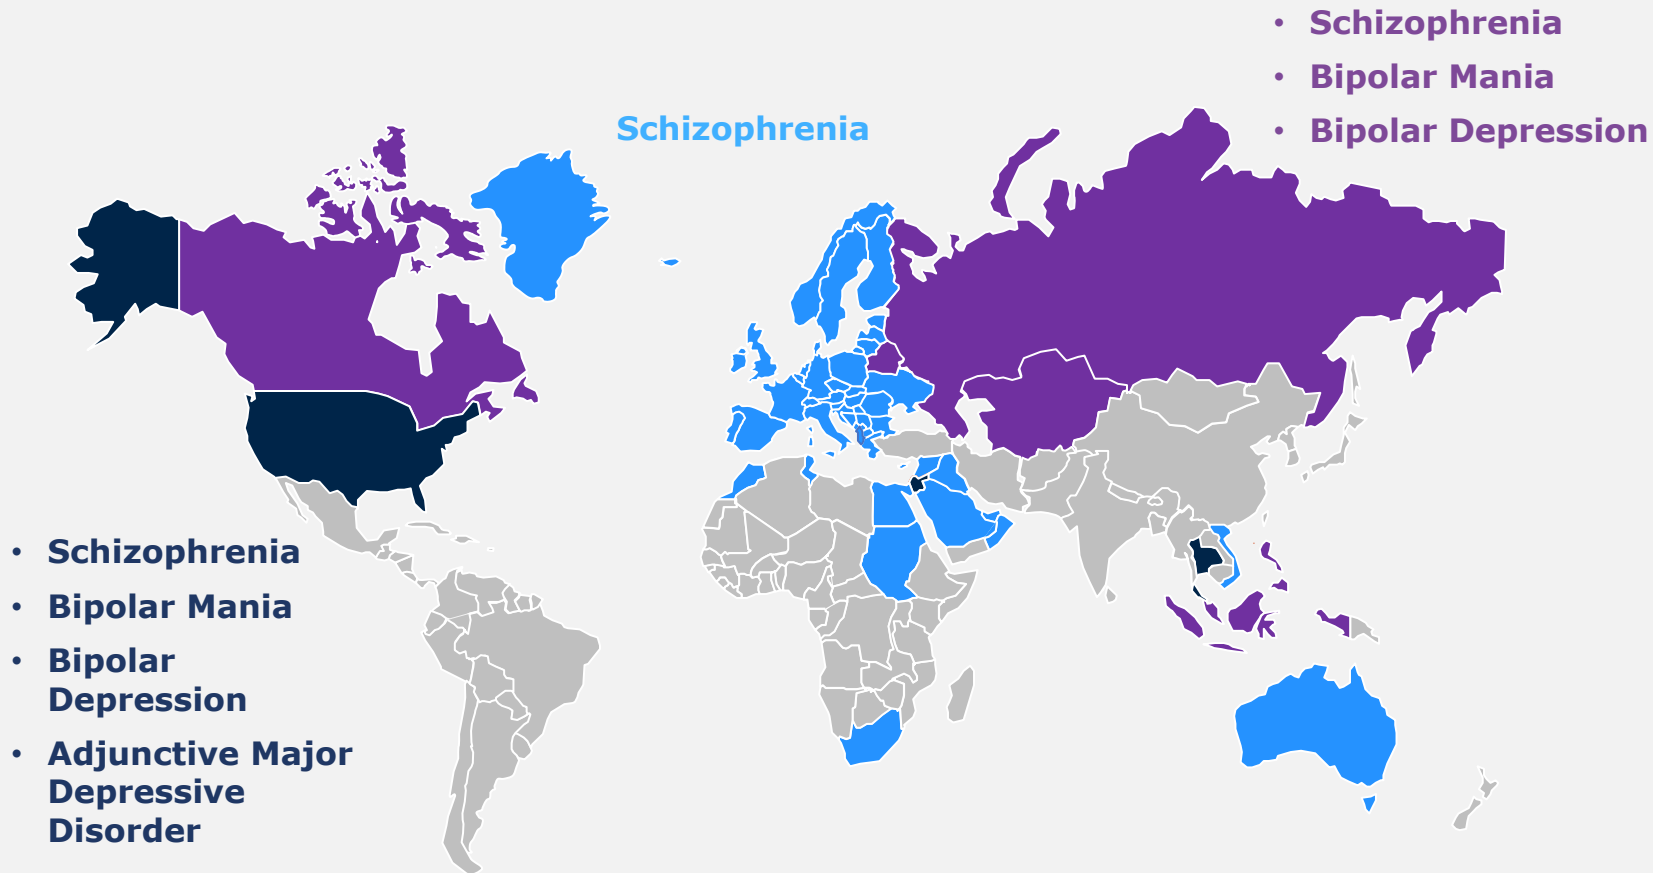 • Schizophrenia
• Bipolar Mania
• Bipolar Depression
Schizophrenia
• Schizophrenia
• Bipolar Mania
• Bipolar
Depression
• Adjunctive Major
Depressive
Disorder